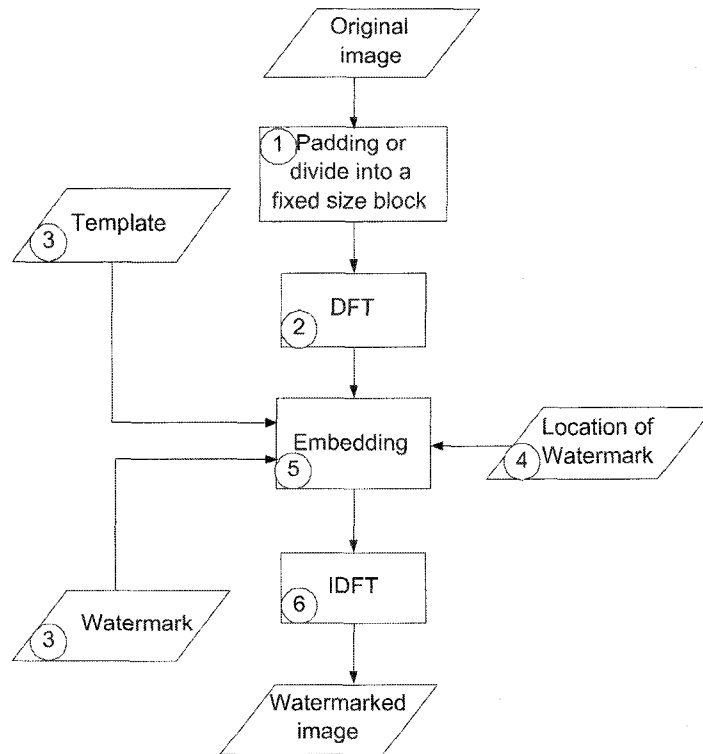 Original
image
1 Padding or
divide into a
fixed size block
3 Template
DFT
2
Embedding
5
Location of
4 Watermark
IDFT
6
3 Watermark
Watermarked
image